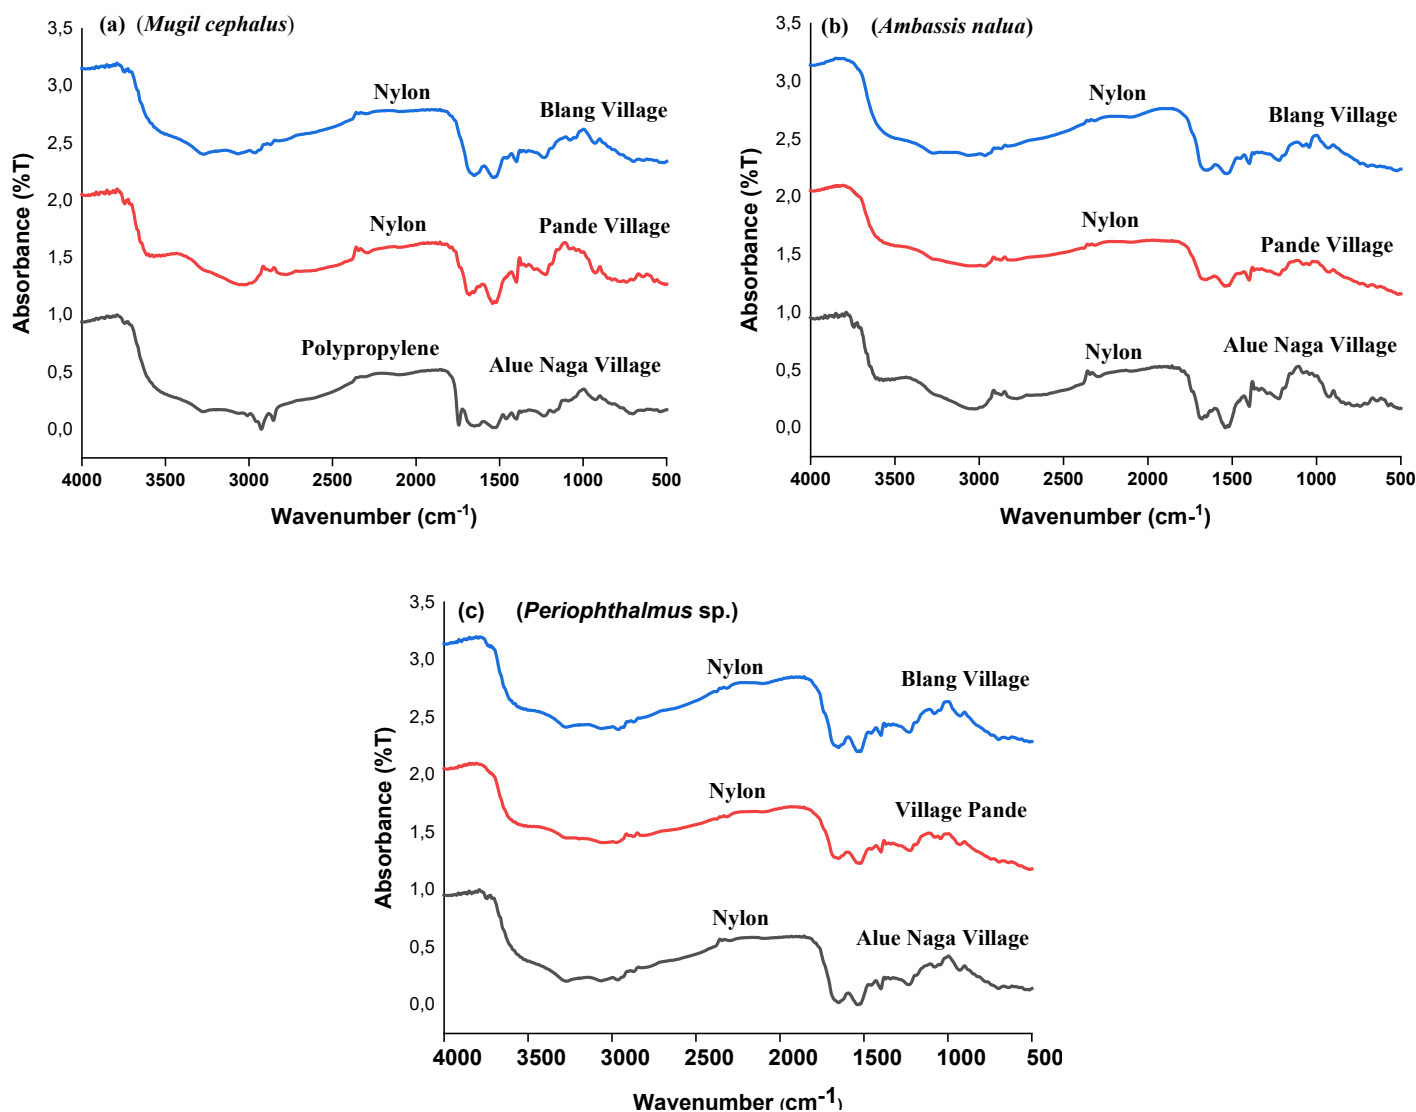 (a) (Mugil cephalus)
3,5
3,0
2,5
2,0
1,5
1,0
0,5
0,0
Absorbance (%T)
Nylon
Blang Village
Nylon
Pande Village
Polypropylene
Alue Naga Village
4000 3500 3000 2500 2000 1500 1000 500
Wavenumber (cm-1)
(b) (Ambassis nalua)
3,5
3,0
2,5
2,0
1,5
1,0
0,5
0,0
Absorbance (%T)
Nylon
Blang Village
Nylon
Pande Village
Nylon
Alue Naga Village
4000 3500 3000 2500 2000 1500 1000 500
Wavenumber (cm-1)
(c) (Periophthalmus sp.)
3,5
3,0
2,5
2,0
1,5
1,0
0,5
0,0
Absorbance (%T)
Nylon
Blang Village
Nylon
Village Pande
Nylon
Alue Naga Village
4000 3500 3000 2500 2000 1500 1000 500
Wavenumber (cm-1)